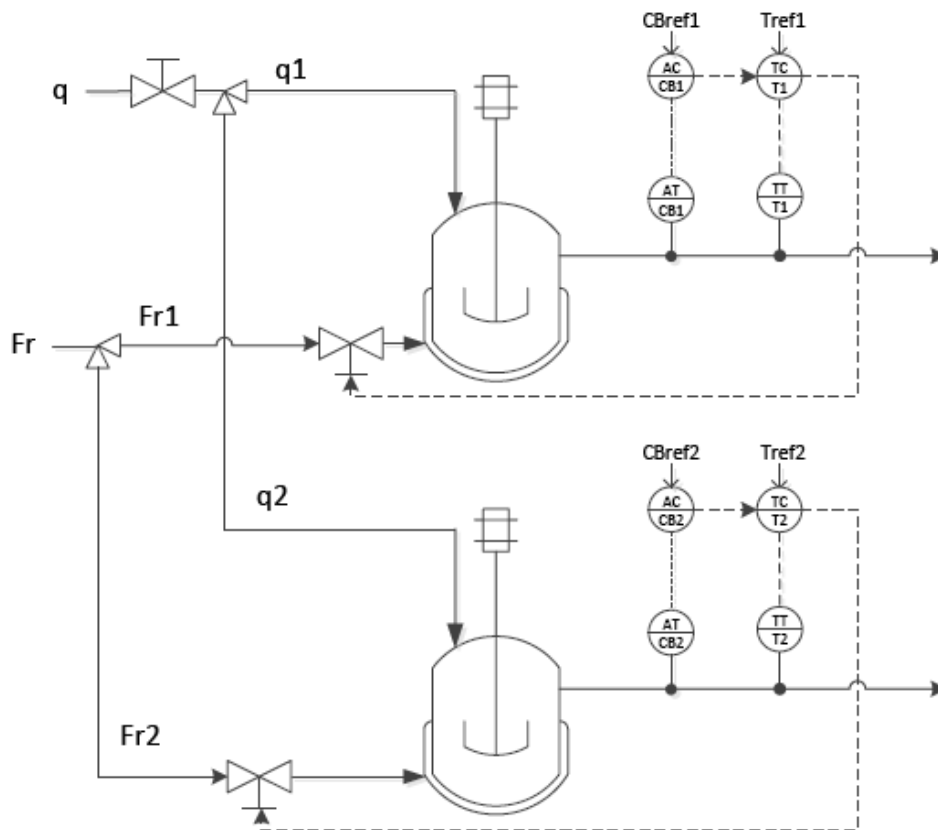 CBref1
Tref1
q
q1
AC
CB1
TC
T1
AT
CB1
TT
T1
Fr
Fr1
CBref2
Tref2
q2
AC
CB2
TC
T2
AT
CB2
TT
T2
Fr2